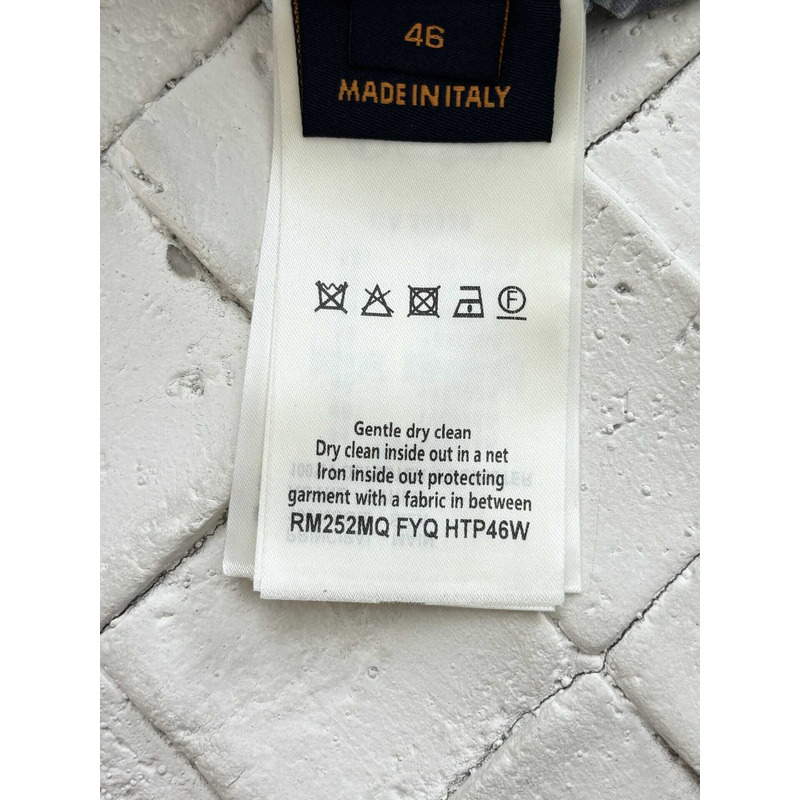 46
MADE IN ITALY
F
Gentle dry clean
Dry clean inside out in a net
Iron inside out protecting
garment with a fabric in between
RM252MQ FYQ HTP46W